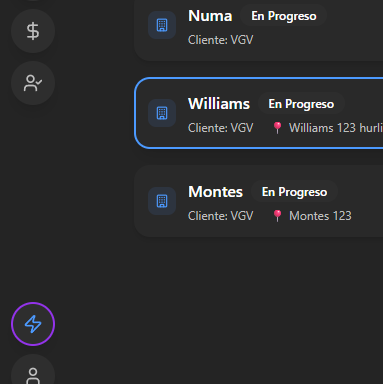 Numa En Progreso
Cliente: VGV
Williams En Progreso
Cliente: VGV 📍 Williams 123 hurli
Montes En Progreso
Cliente: VGV 📍 Montes 123